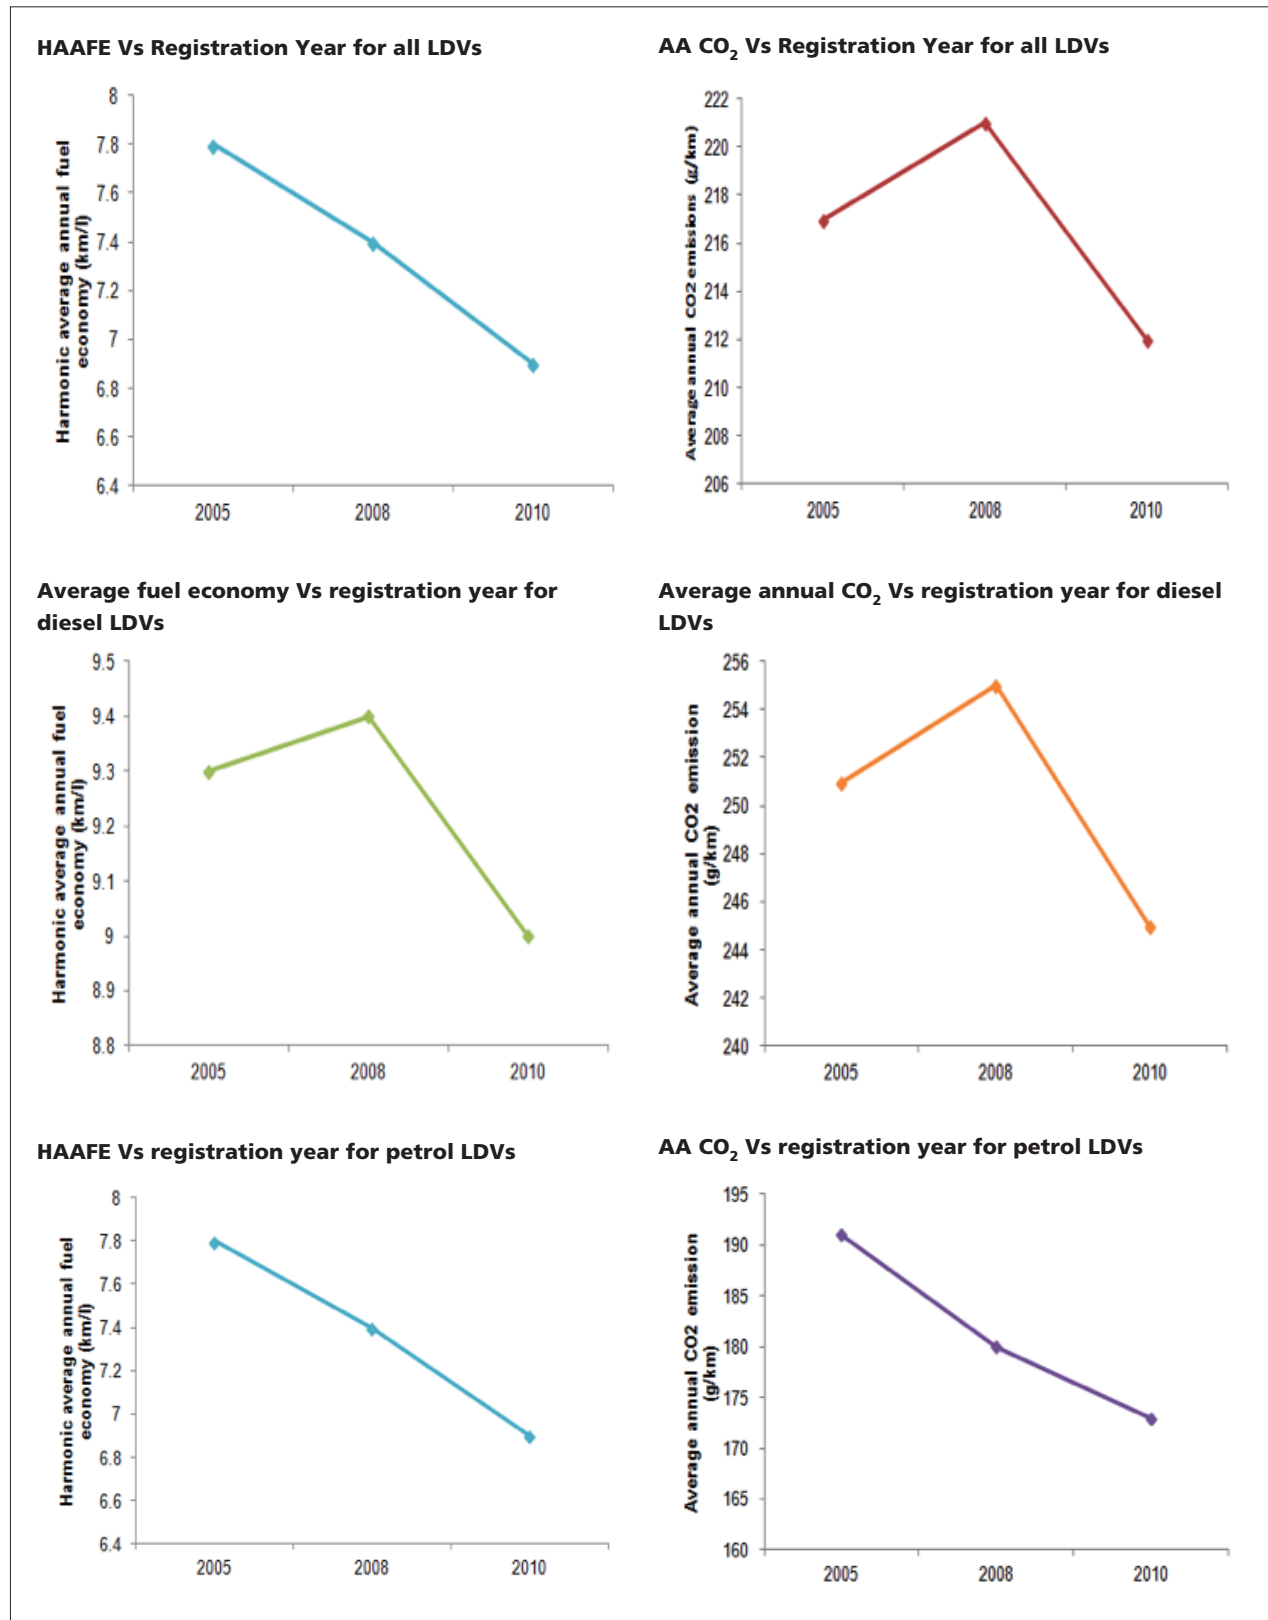 HAAFE Vs Registration Year for all LDVs
Harmonic average annual fuel
economy (km/l)
8
7.8
7.6
7.4
7.2
7
6.8
6.6
6.4
2005 2008 2010
AA CO2 Vs Registration Year for all LDVs
Average annual CO2 emissions (g/km)
222
220
218
216
214
212
210
208
206
2005 2008 2010
Average fuel economy Vs registration year for
diesel LDVs
Harmonic average annual fuel
economy (km/l)
9.5
9.4
9.3
9.2
9.1
9
8.9
8.8
2005 2008 2010
Average annual CO2 Vs registration year for diesel
LDVs
Average annual CO2 emission
(g/km)
256
254
252
250
248
246
244
242
240
2005 2008 2010
HAAFE Vs registration year for petrol LDVs
Harmonic average annual fuel
economy (km/l)
8
7.8
7.6
7.4
7.2
7
6.8
6.6
6.4
2005 2008 2010
AA CO2 Vs registration year for petrol LDVs
Average annual CO2 emission
(g/km)
195
190
185
180
175
170
165
160
2005 2008 2010